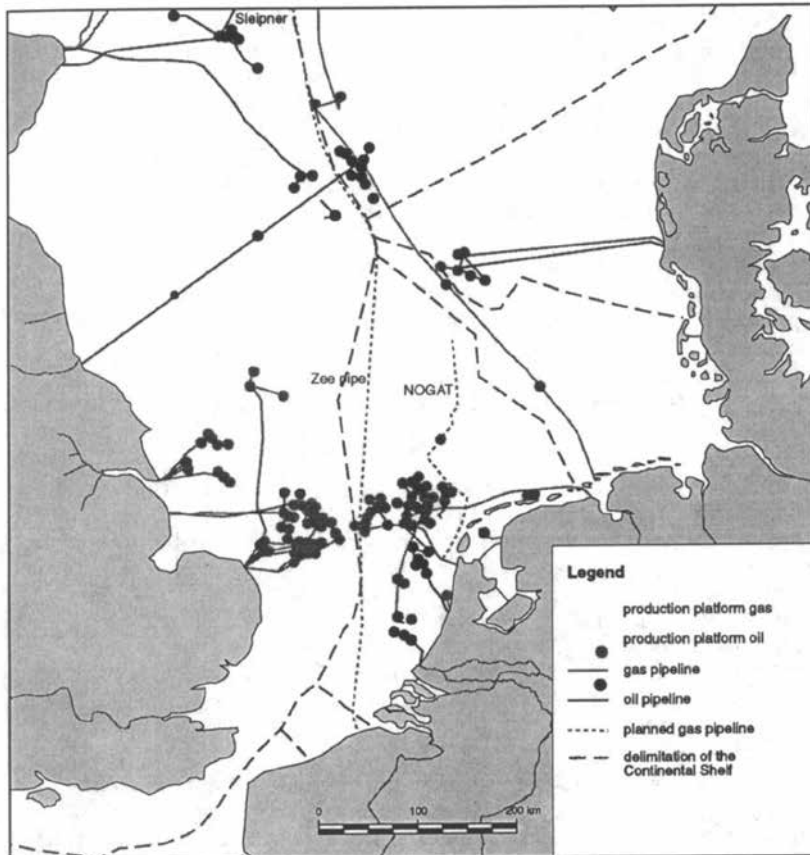 Sleipner
Zee pipe
NOGAT
Legend
production platform gas
production platform oil
gas pipeline
oil pipeline
planned gas pipeline
delimitation of the
Continental Shelf
0 100 200 km